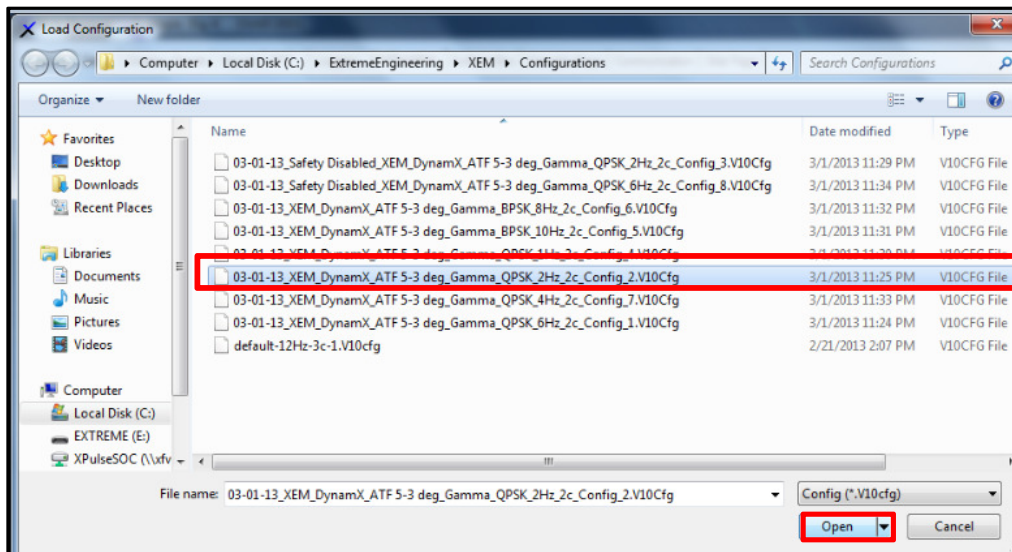 Load Configuration
Computer Local Disk (C:) ExtremeEngineering XEM Configurations Search Configurations
Organize New folder
Favorites
Desktop
Downloads
Recent Places
Libraries
Documents
Music
Pictures
Videos
Computer
Local Disk (C:)
EXTREME (E:)
XPulseSOC (\\xfv
Name Date modified Type
03-01-13_Safety Disabled_XEM_DynamX_ATF 5-3 deg_Gamma_QPSK_2Hz_2c_Config_3.V10Cfg 3/1/2013 11:29 PM V10CFG File
03-01-13_Safety Disabled_XEM_DynamX_ATF 5-3 deg_Gamma_QPSK_6Hz_2c_Config_8.V10Cfg 3/1/2013 11:34 PM V10CFG File
03-01-13_XEM_DynamX_ATF 5-3 deg_Gamma_BPSK_8Hz_2c_Config_6.V10Cfg 3/1/2013 11:32 PM V10CFG File
03-01-13_XEM_DynamX_ATF 5-3 deg_Gamma_BPSK_10Hz_2c_Config_5.V10Cfg 3/1/2013 11:31 PM V10CFG File
03-01-13_XEM_DynamX_ATF 5-3 deg_Gamma_QPSK_2Hz_2c_Config_2.V10Cfg 3/1/2013 11:25 PM V10CFG File
03-01-13_XEM_DynamX_ATF 5-3 deg_Gamma_QPSK_4Hz_2c_Config_7.V10Cfg 3/1/2013 11:33 PM V10CFG File
03-01-13_XEM_DynamX_ATF 5-3 deg_Gamma_QPSK_6Hz_2c_Config_1.V10Cfg 3/1/2013 11:24 PM V10CFG File
default-12Hz-3c-1.V10cfg 2/21/2013 2:07 PM V10CFG File
File name: 03-01-13_XEM_DynamX_ATF 5-3 deg_Gamma_QPSK_2Hz_2c_Config_2.V10Cfg Config (*.V10cfg)
Open Cancel